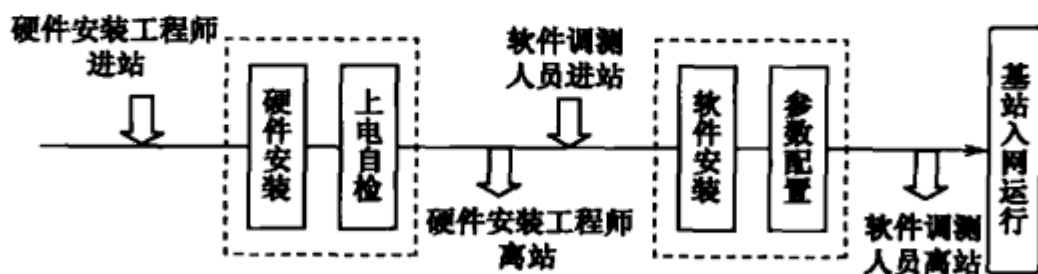 硬件安装工程师
进站
硬件安装
上电自检
硬件安装工程师
离站
软件调测
人员进站
软件安装
参数配置
软件调测
人员离站
基站入网运行